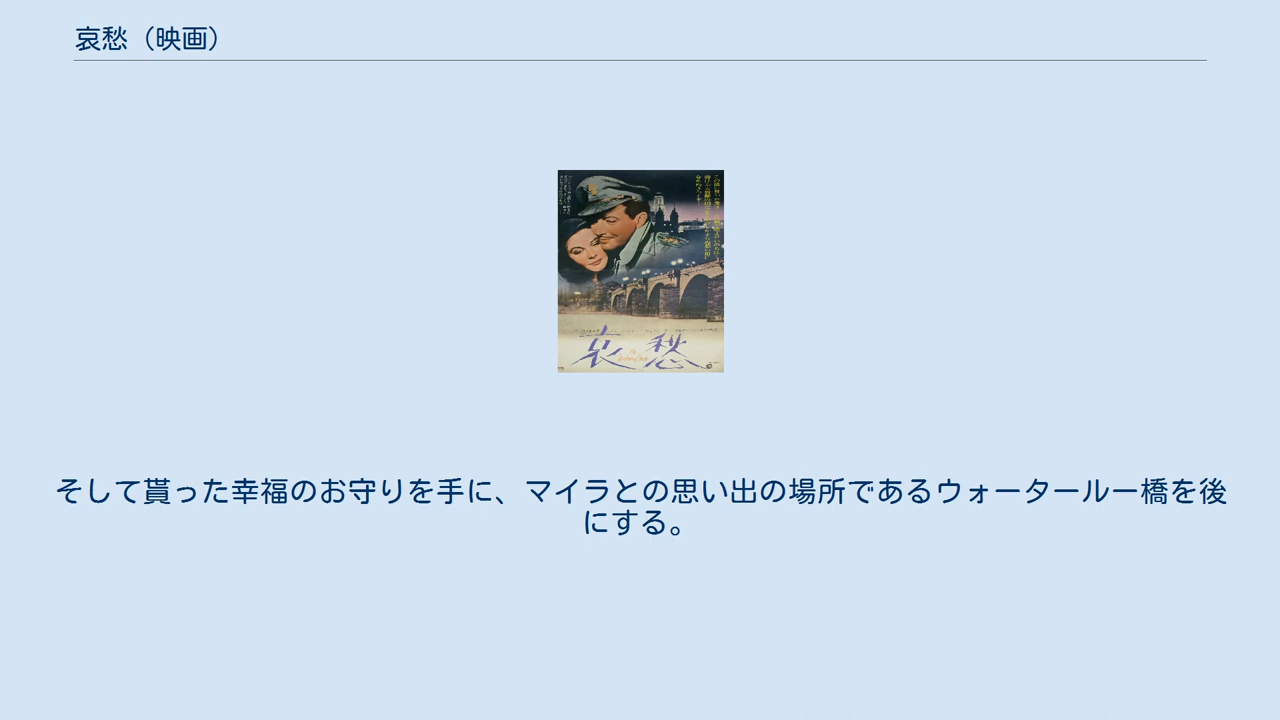 哀愁（映画）
哀愁
そして貰った幸福のお守りを手に、マイラとの思い出の場所であるウォータールー橋を後
にする。